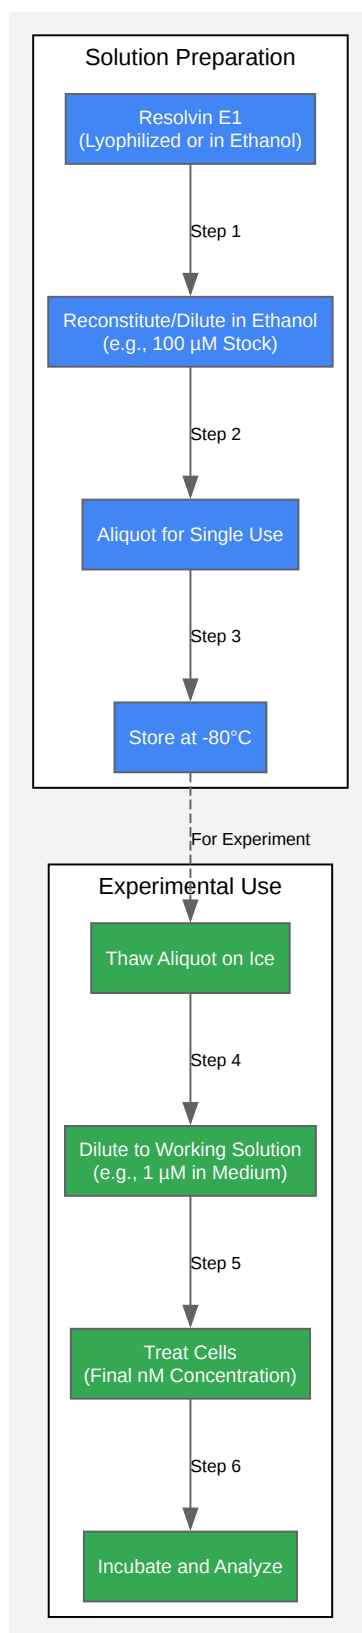 Solution Preparation
Resolvin E1
(Lyophilized or in Ethanol)
Step 1
Reconstitute/Dilute in Ethanol
(e.g., 100 µM Stock)
Step 2
Aliquot for Single Use
Step 3
Store at -80°C
For Experiment
Experimental Use
Thaw Aliquot on Ice
Step 4
Dilute to Working Solution
(e.g., 1 µM in Medium)
Step 5
Treat Cells
(Final nM Concentration)
Step 6
Incubate and Analyze